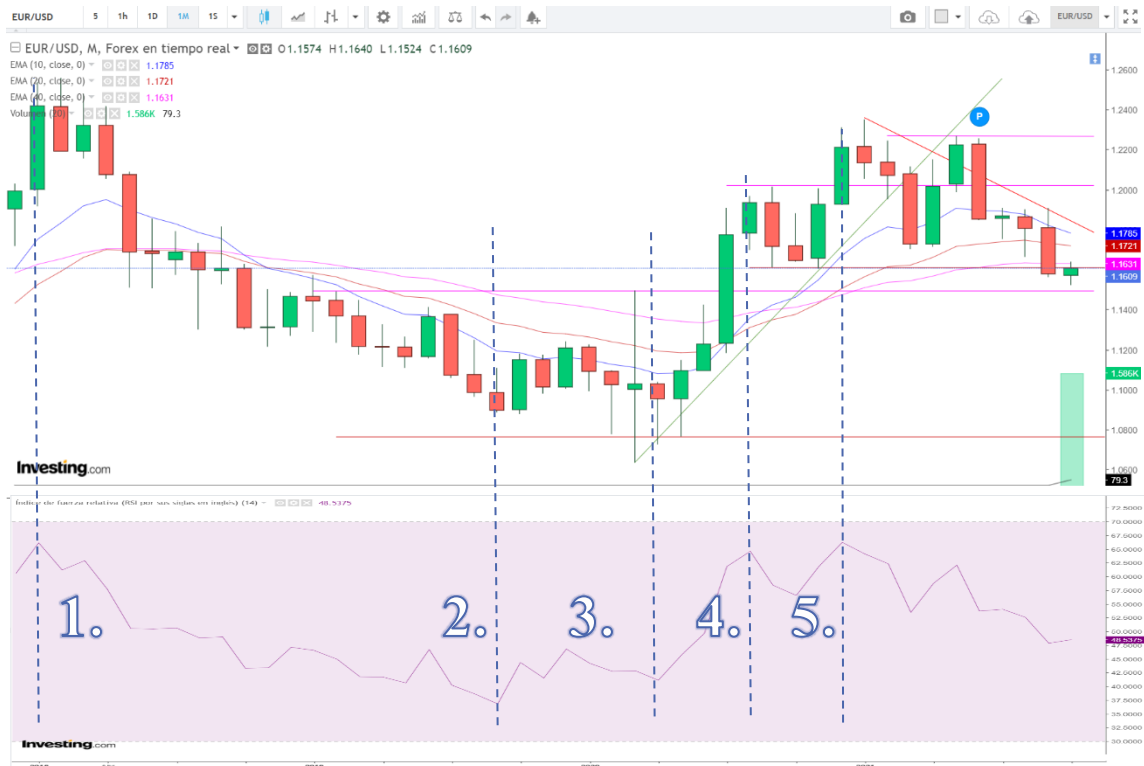 EUR/USD 5 1h 1D 1M 1S EUR/USD
EUR/USD, M, Forex en tiempo real O1.1574 H1.1640 L1.1524 C1.1609
EMA (10, close, 0) 1.1785
EMA (20, close, 0) 1.1721
EMA (40, close, 0) 1.1631
Volumen (20) 1.586K 79.3
P
1.2600
1.2400
1.2200
1.2000
1.1785
1.1721
1.1631
1.1609
1.1400
1.1200
1.586K
1.1000
1.0800
1.0600
79.3
Investing.com
Índice de fuerza relativa (RSI por sus siglas en inglés) (14) 48.5375
72.5000
70.0000
67.5000
65.0000
62.5000
60.0000
57.5000
55.0000
52.5000
50.0000
48.5375
47.5000
45.0000
42.5000
40.0000
37.5000
35.0000
32.5000
30.0000
1. 2. 3. 4. 5.
Investing.com